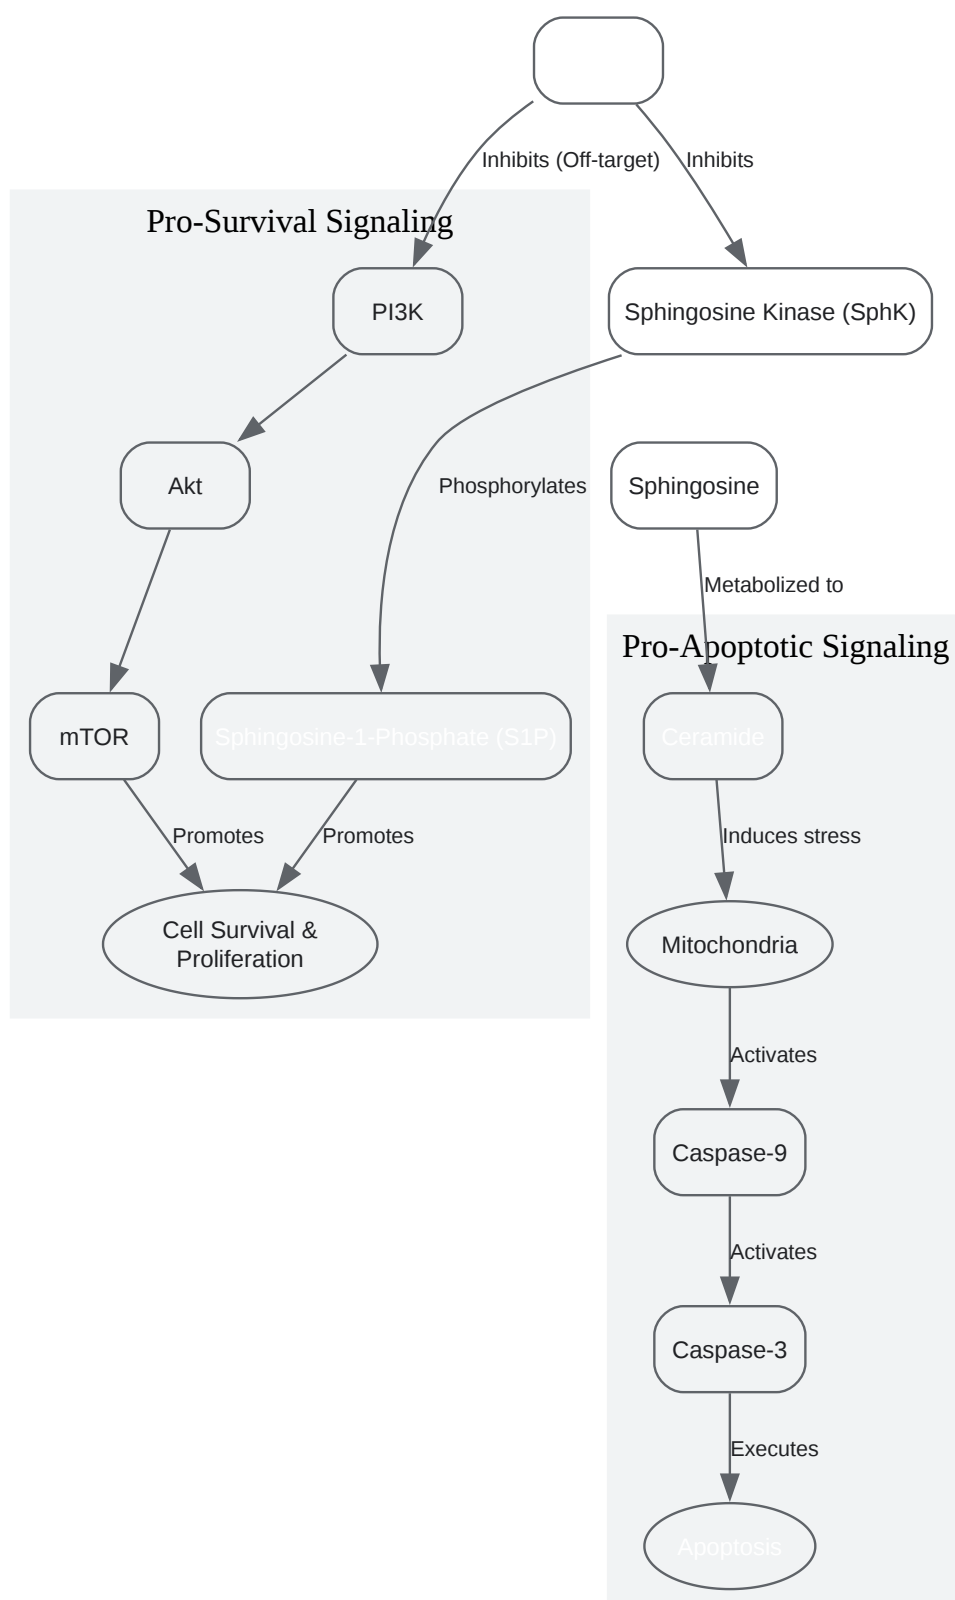 Inhibits (Off-target)
Inhibits
Pro-Survival Signaling
PI3K
Sphingosine Kinase (SphK)
Akt
Phosphorylates
Sphingosine
Metabolized to
Pro-Apoptotic Signaling
mTOR
Sphingosine-1-Phosphate (S1P)
Ceramide
Promotes
Promotes
Induces stress
Cell Survival &
Proliferation
Mitochondria
Activates
Caspase-9
Activates
Caspase-3
Executes
Apoptosis